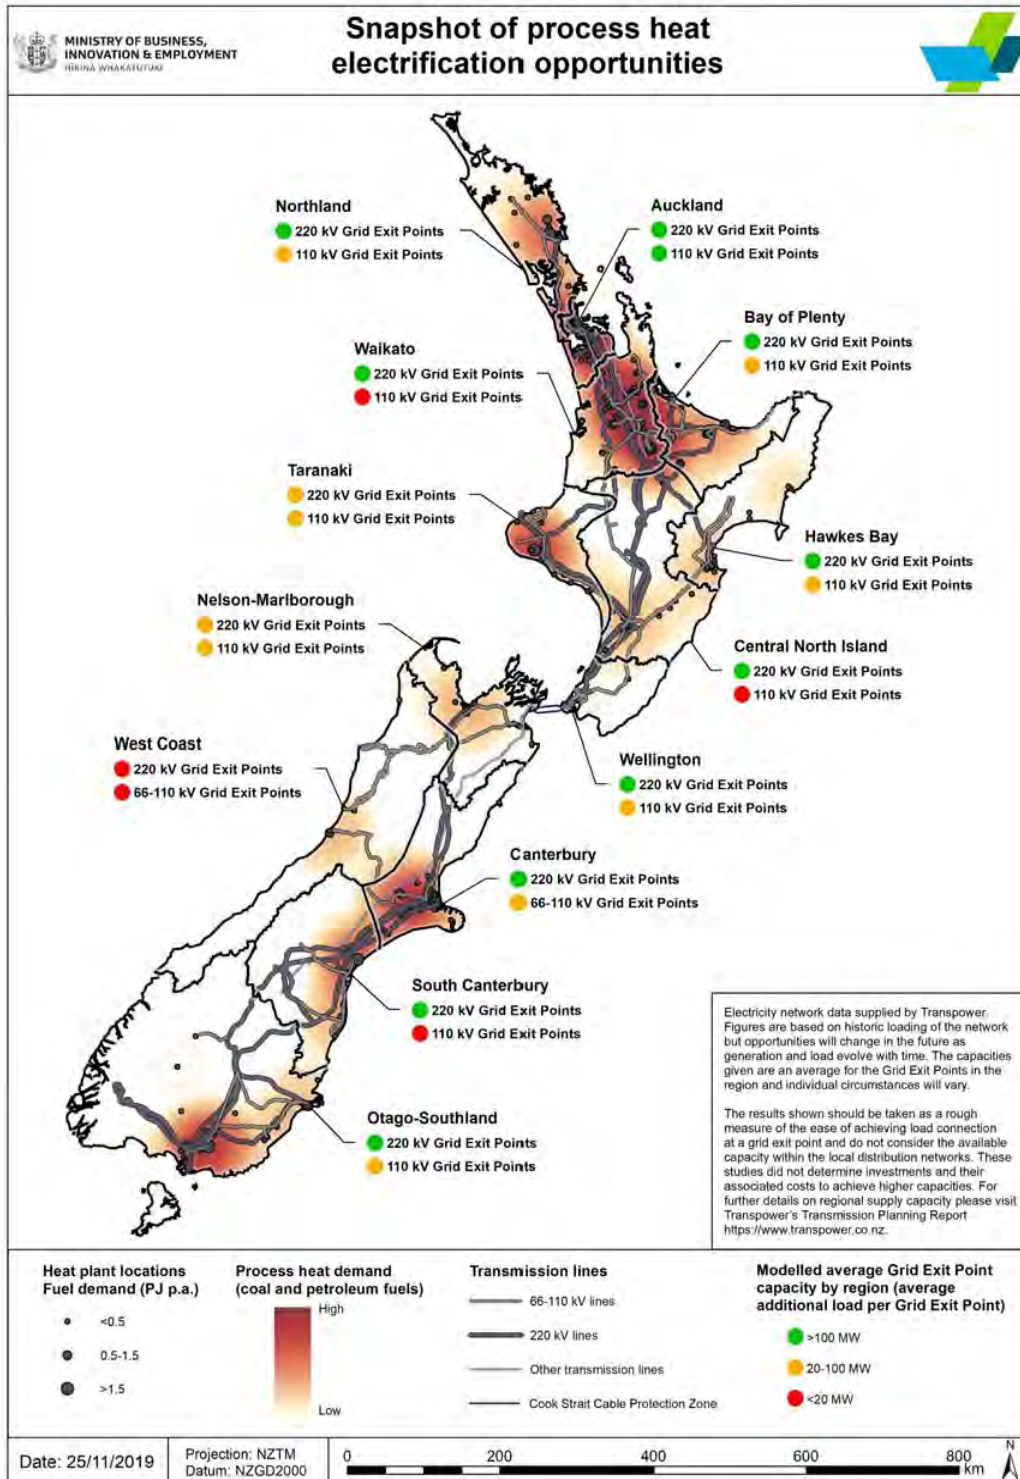 MINISTRY OF BUSINESS,
INNOVATION & EMPLOYMENT
HĪKINA WHAKATUTUKI
Snapshot of process heat
electrification opportunities
Northland
220 kV Grid Exit Points
110 kV Grid Exit Points
Auckland
220 kV Grid Exit Points
110 kV Grid Exit Points
Bay of Plenty
220 kV Grid Exit Points
110 kV Grid Exit Points
Waikato
220 kV Grid Exit Points
110 kV Grid Exit Points
Taranaki
220 kV Grid Exit Points
110 kV Grid Exit Points
Hawkes Bay
220 kV Grid Exit Points
110 kV Grid Exit Points
Nelson-Marlborough
220 kV Grid Exit Points
110 kV Grid Exit Points
Central North Island
220 kV Grid Exit Points
110 kV Grid Exit Points
West Coast
220 kV Grid Exit Points
66-110 kV Grid Exit Points
Wellington
220 kV Grid Exit Points
110 kV Grid Exit Points
Canterbury
220 kV Grid Exit Points
66-110 kV Grid Exit Points
South Canterbury
220 kV Grid Exit Points
110 kV Grid Exit Points
Otago-Southland
220 kV Grid Exit Points
110 kV Grid Exit Points
Electricity network data supplied by Transpower.
Figures are based on historic loading of the network
but opportunities will change in the future as
generation and load evolve with time. The capacities
given are an average for the Grid Exit Points in the
region and individual circumstances will vary.
The results shown should be taken as a rough
measure of the ease of achieving load connection
at a grid exit point and do not consider the available
capacity within the local distribution networks. These
studies did not determine investments and their
associated costs to achieve higher capacities. For
further details on regional supply capacity please visit
Transpower's Transmission Planning Report
https://www.transpower.co.nz.
Heat plant locations
Fuel demand (PJ p.a.)
<0.5
0.5-1.5
>1.5
Process heat demand
(coal and petroleum fuels)
High
Low
Transmission lines
66-110 kV lines
220 kV lines
Other transmission lines
Cook Strait Cable Protection Zone
Modelled average Grid Exit Point
capacity by region (average
additional load per Grid Exit Point)
>100 MW
20-100 MW
<20 MW
Date: 25/11/2019
Projection: NZTM
Datum: NZGD2000
0 200 400 600 800
km
N